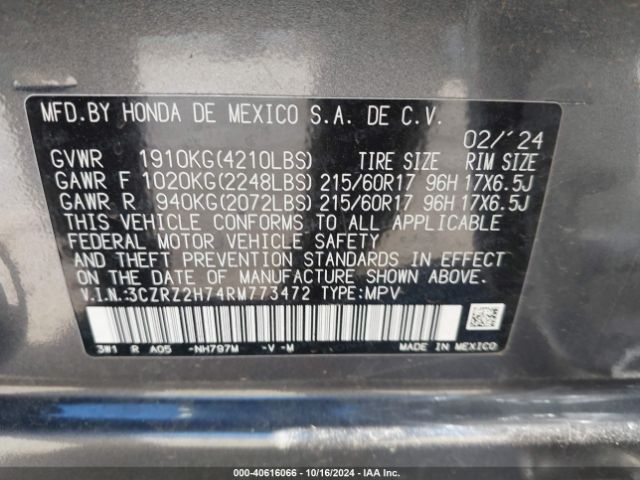 MFD.BY HONDA DE MEXICO S.A. DE C.V.
02/'24
GVWR 1910KG(4210LBS) TIRE SIZE RIM SIZE
GAWR F 1020KG(2248LBS) 215/60R17 96H 17X6.5J
GAWR R 940KG(2072LBS) 215/60R17 96H 17X6.5J
THIS VEHICLE CONFORMS TO ALL APPLICABLE
FEDERAL MOTOR VEHICLE SAFETY
AND THEFT PREVENTION STANDARDS IN EFFECT
ON THE DATE OF MANUFACTURE SHOWN ABOVE.
V.I.N.:3CZRZ2H74RM773472 TYPE:MPV
3W1 R A05 -NH797M -V -M MADE IN MEXICO
000-40616066 | 10/16/2024 | IAA Inc.